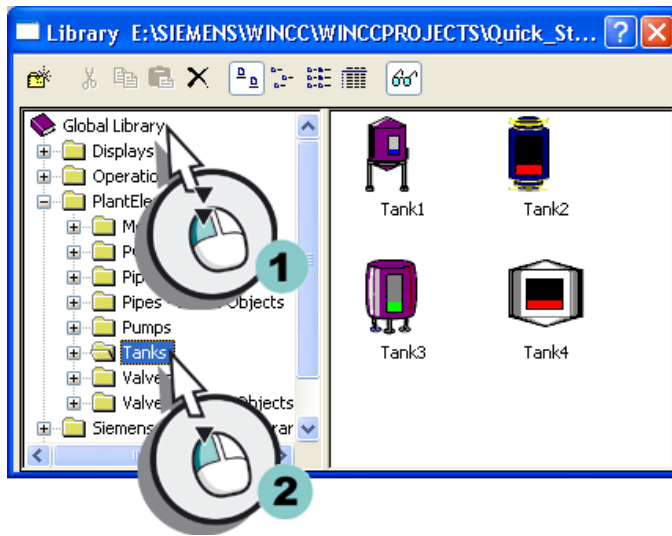 Library E:\SIEMENS\WINCC\WINCCPROJECTS\Quick_St...
Global Library
Displays
PlantEle
Pip
Pipes Objects
Pumps
Tanks
Valve
Valve Objects
Siemens rar
Tank1
Tank2
Tank3
Tank4
1
2